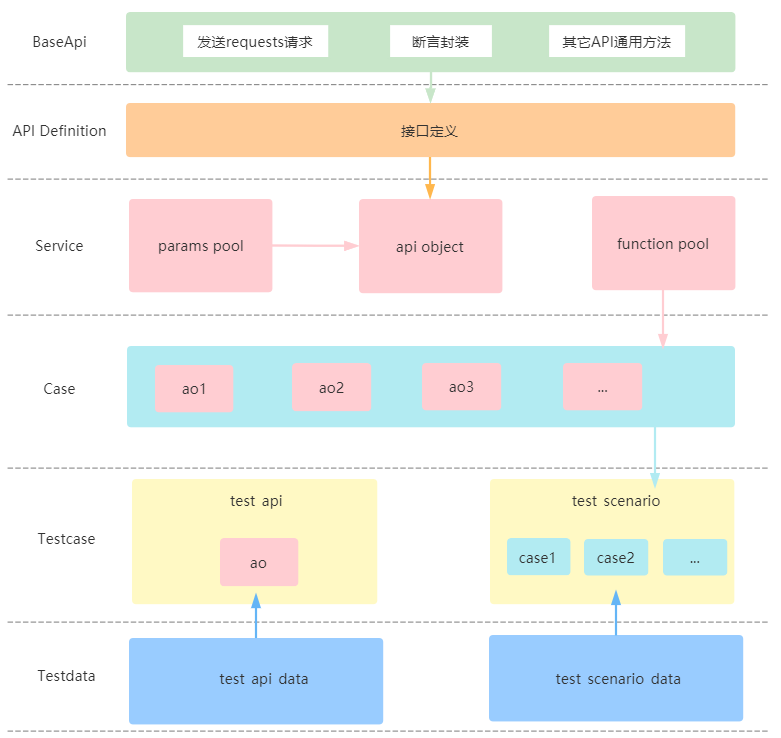 BaseApi
发送requests请求
断言封装
其它API通用方法
API Definition
接口定义
Service
params pool
api object
function pool
Case
ao1
ao2
ao3
...
Testcase
test api
ao
test scenario
case1
case2
...
Testdata
test api data
test scenario data